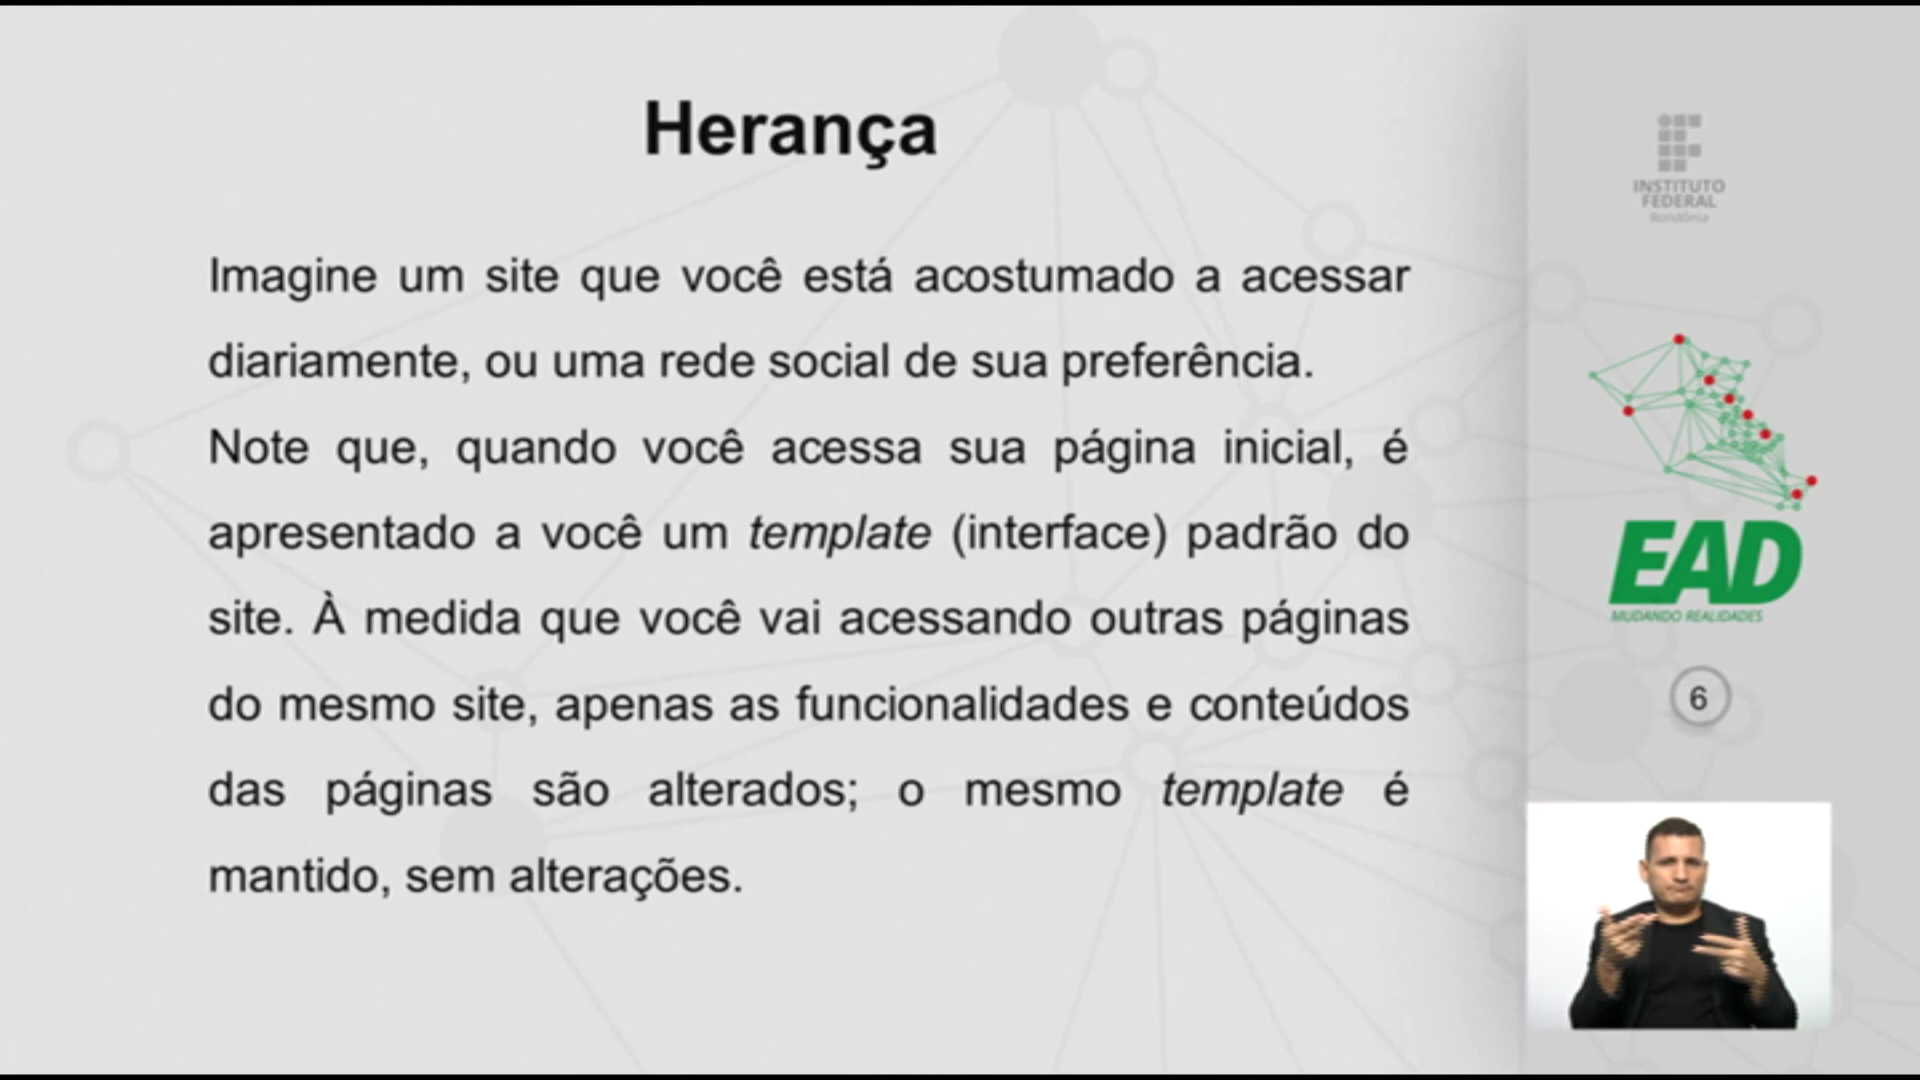 Herança
Imagine um site que você está acostumado a acessar
diariamente, ou uma rede social de sua preferência.
Note que, quando você acessa sua página inicial, é
apresentado a você um template (interface) padrão do
site. À medida que você vai acessando outras páginas
do mesmo site, apenas as funcionalidades e conteúdos
das páginas são alterados; o mesmo template é
mantido, sem alterações.
INSTITUTO
FEDERAL
Rondônia
EAD
MUDANDO REALIDADES
6